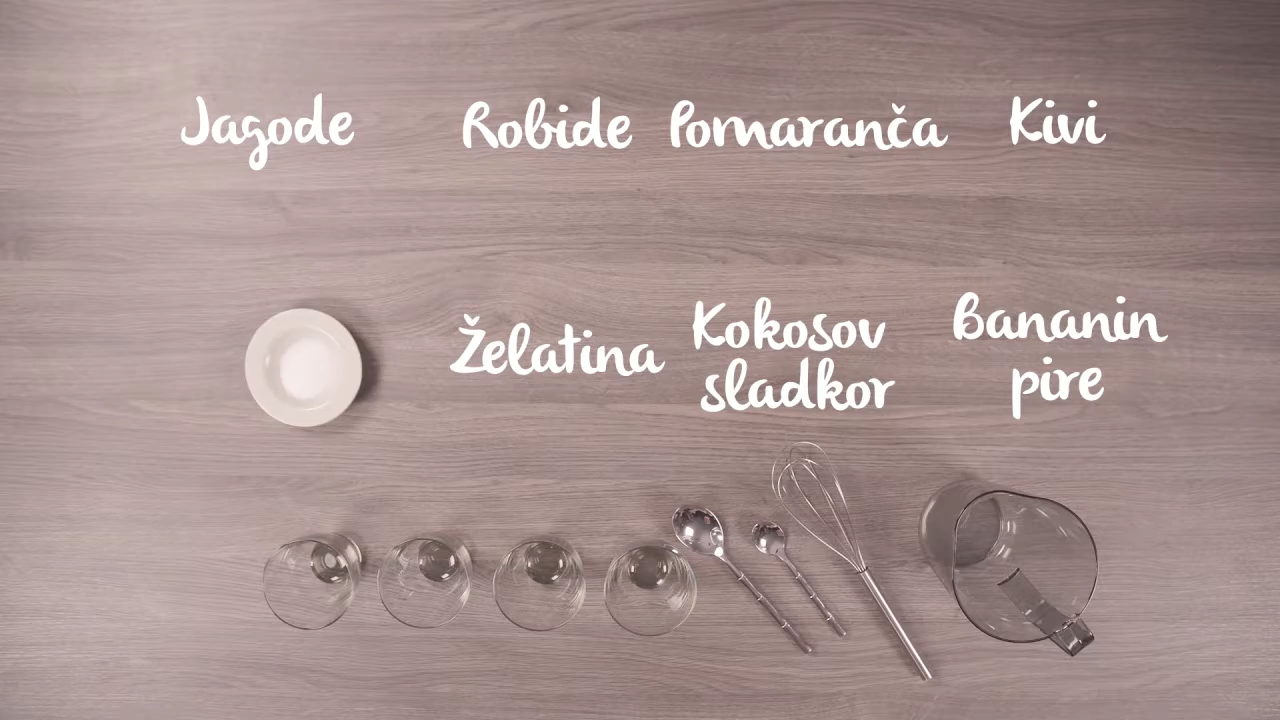 Jagode
Robide
Pomaranča
Kivi
Želatina
Kokosov
sladkor
Bananin
pire